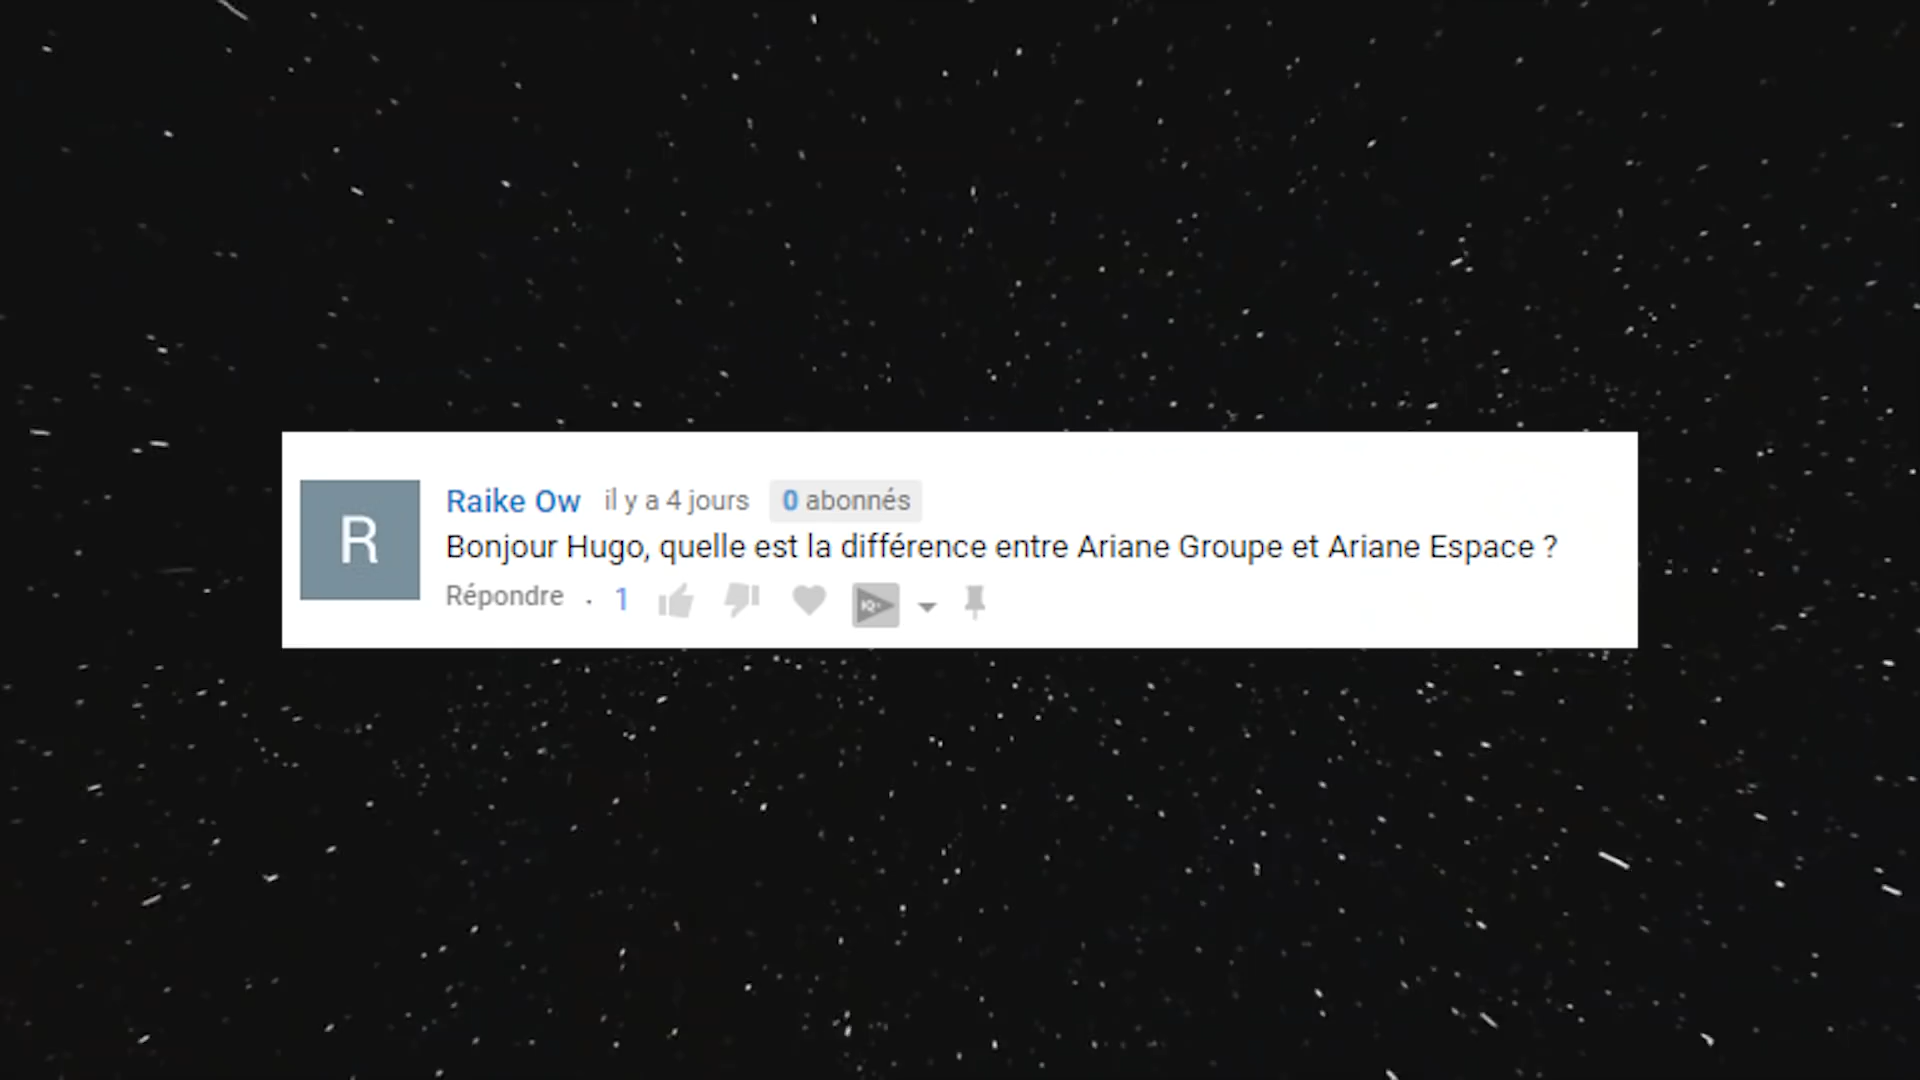 R
Raike Ow il y a 4 jours 0 abonnés
Bonjour Hugo, quelle est la différence entre Ariane Groupe et Ariane Espace ?
Répondre . 1